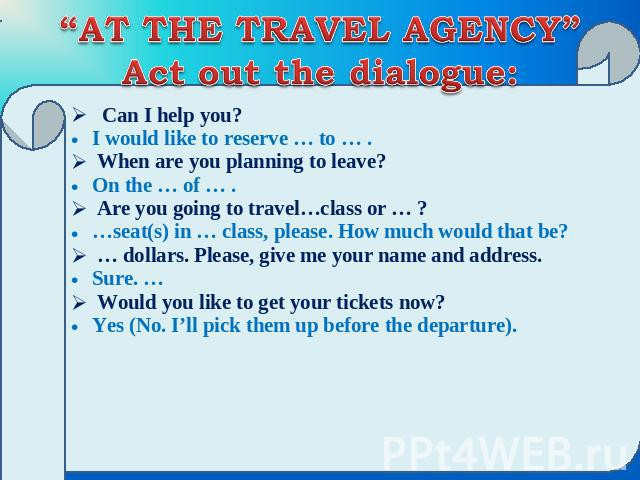 “AT THE TRAVEL AGENCY”
Act out the dialogue:
➢ Can I help you?
• I would like to reserve … to … .
➢ When are you planning to leave?
• On the … of … .
➢ Are you going to travel…class or … ?
• …seat(s) in … class, please. How much would that be?
➢ … dollars. Please, give me your name and address.
• Sure. …
➢ Would you like to get your tickets now?
• Yes (No. I’ll pick them up before the departure).
PPt4WEB.ru